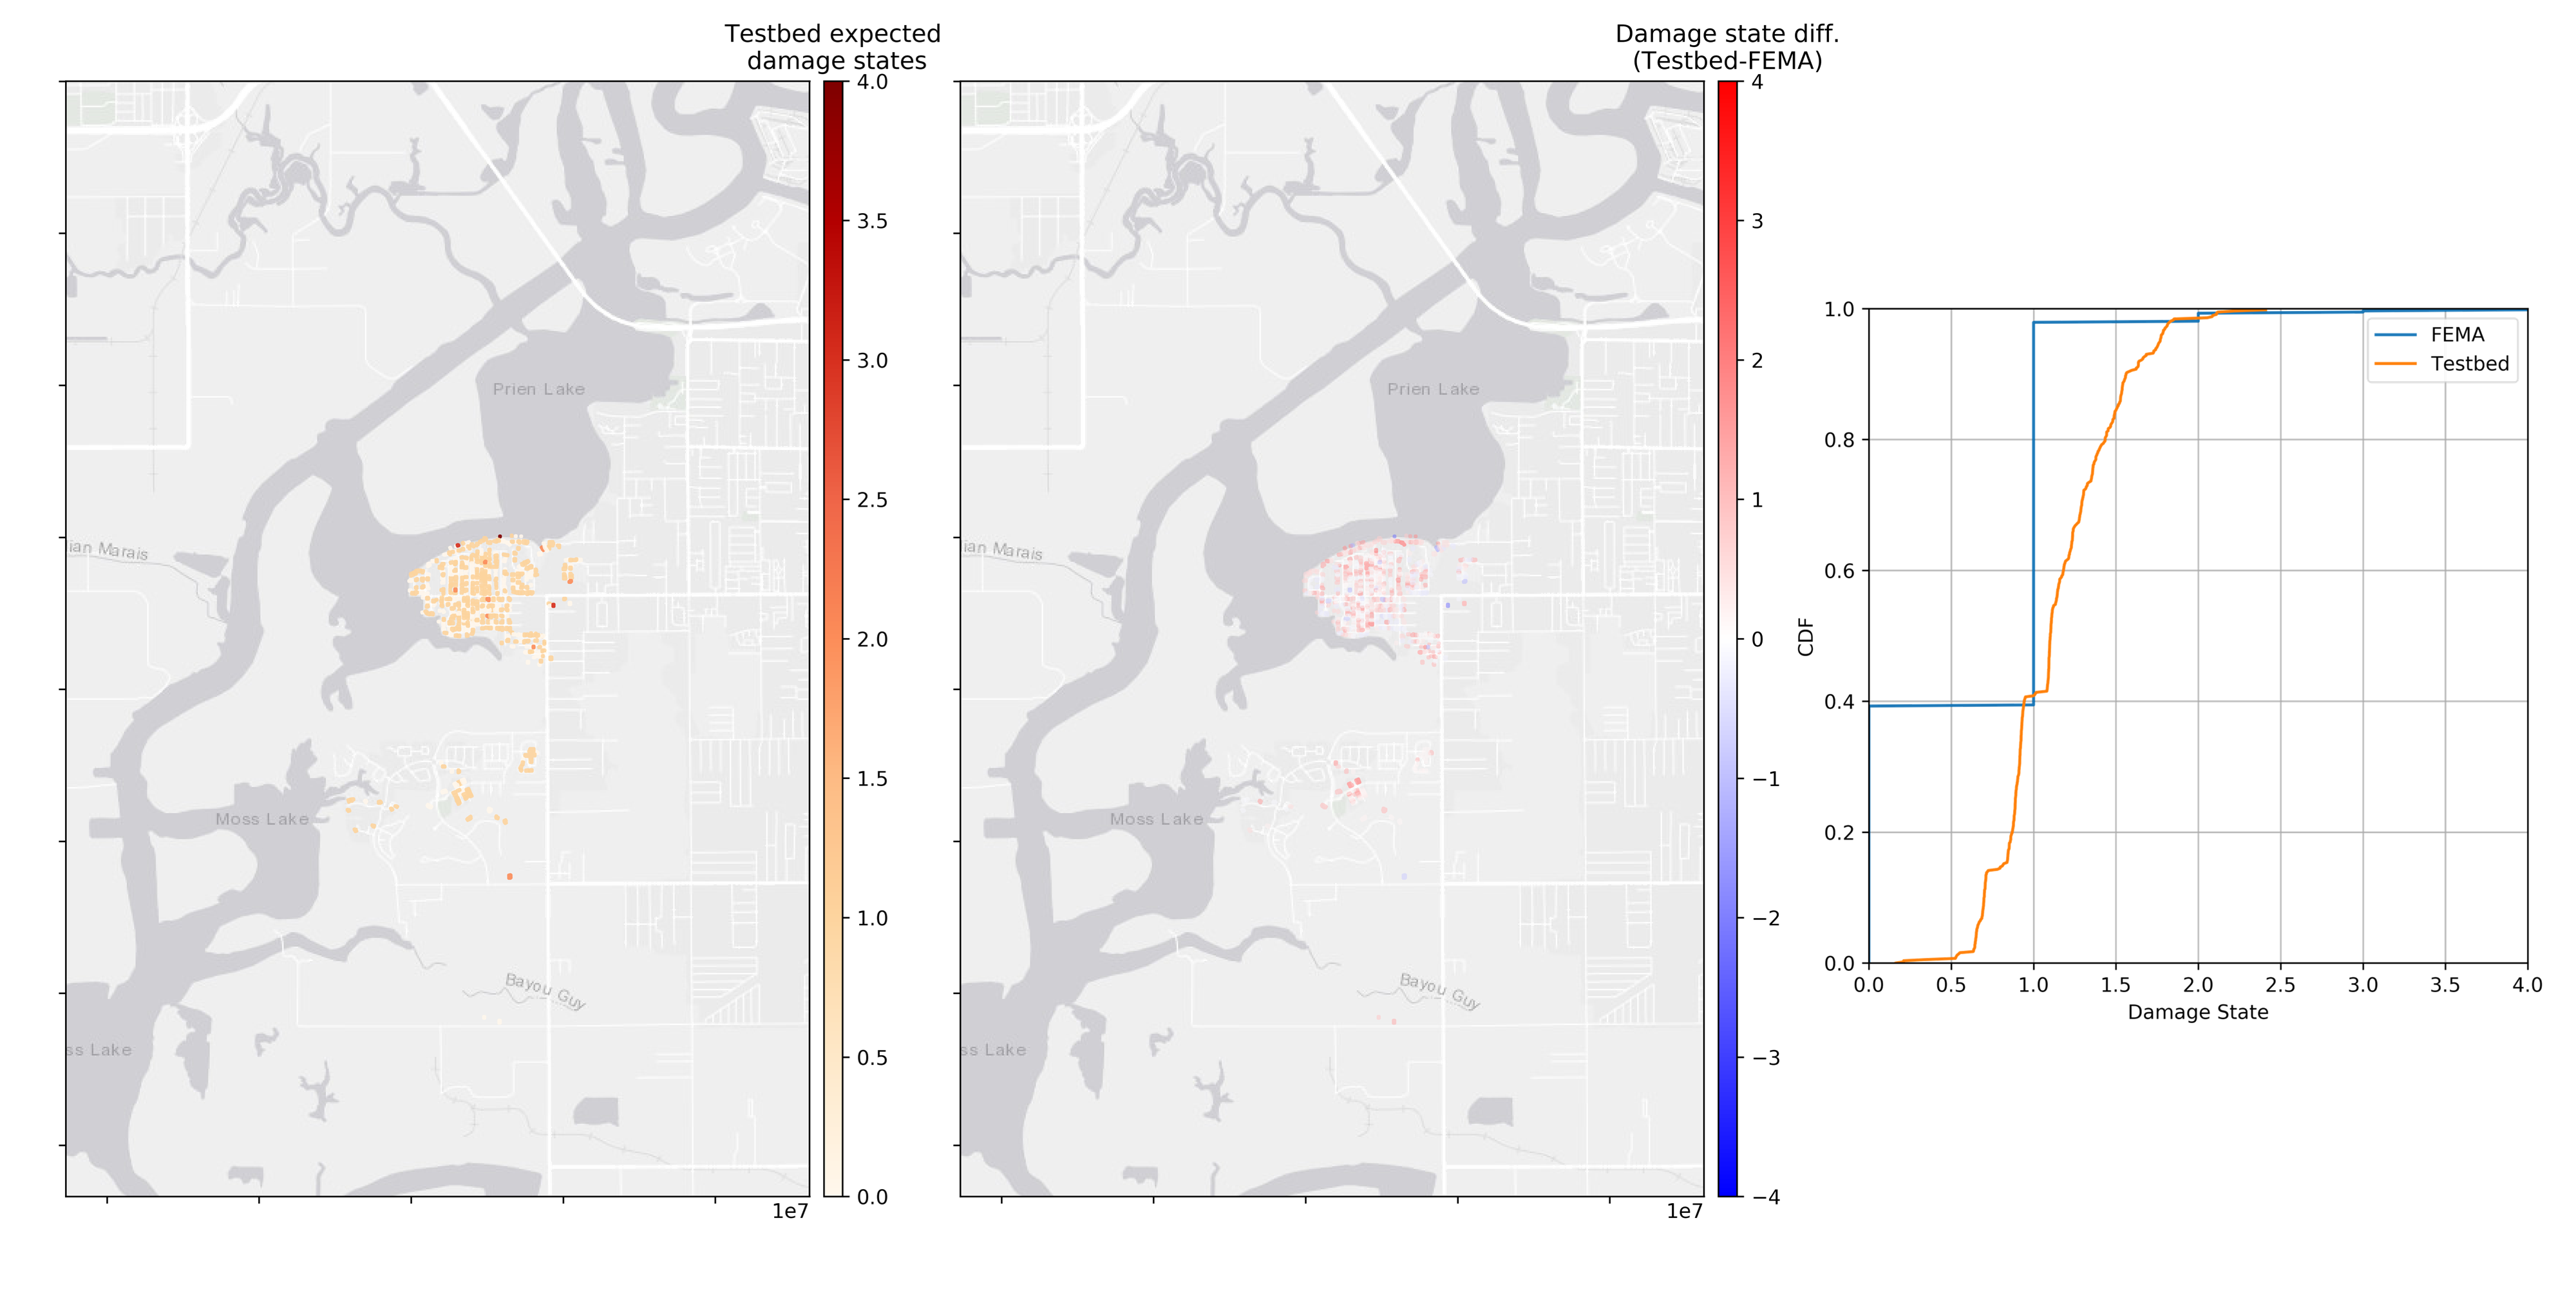 Testbed expected
damage states
4.0
3.5
3.0
2.5
2.0
1.5
1.0
0.5
0.0
Prien Lake
ian Marais
Moss Lake
Bayou Guy
ss Lake
1e7
Damage state diff.
(Testbed-FEMA)
4
3
2
1
0
−1
−2
−3
−4
Prien Lake
ian Marais
Moss Lake
Bayou Guy
ss Lake
1e7
FEMA
Testbed
CDF
1.0
0.8
0.6
0.4
0.2
0.0
0.0 0.5 1.0 1.5 2.0 2.5 3.0 3.5 4.0
Damage State